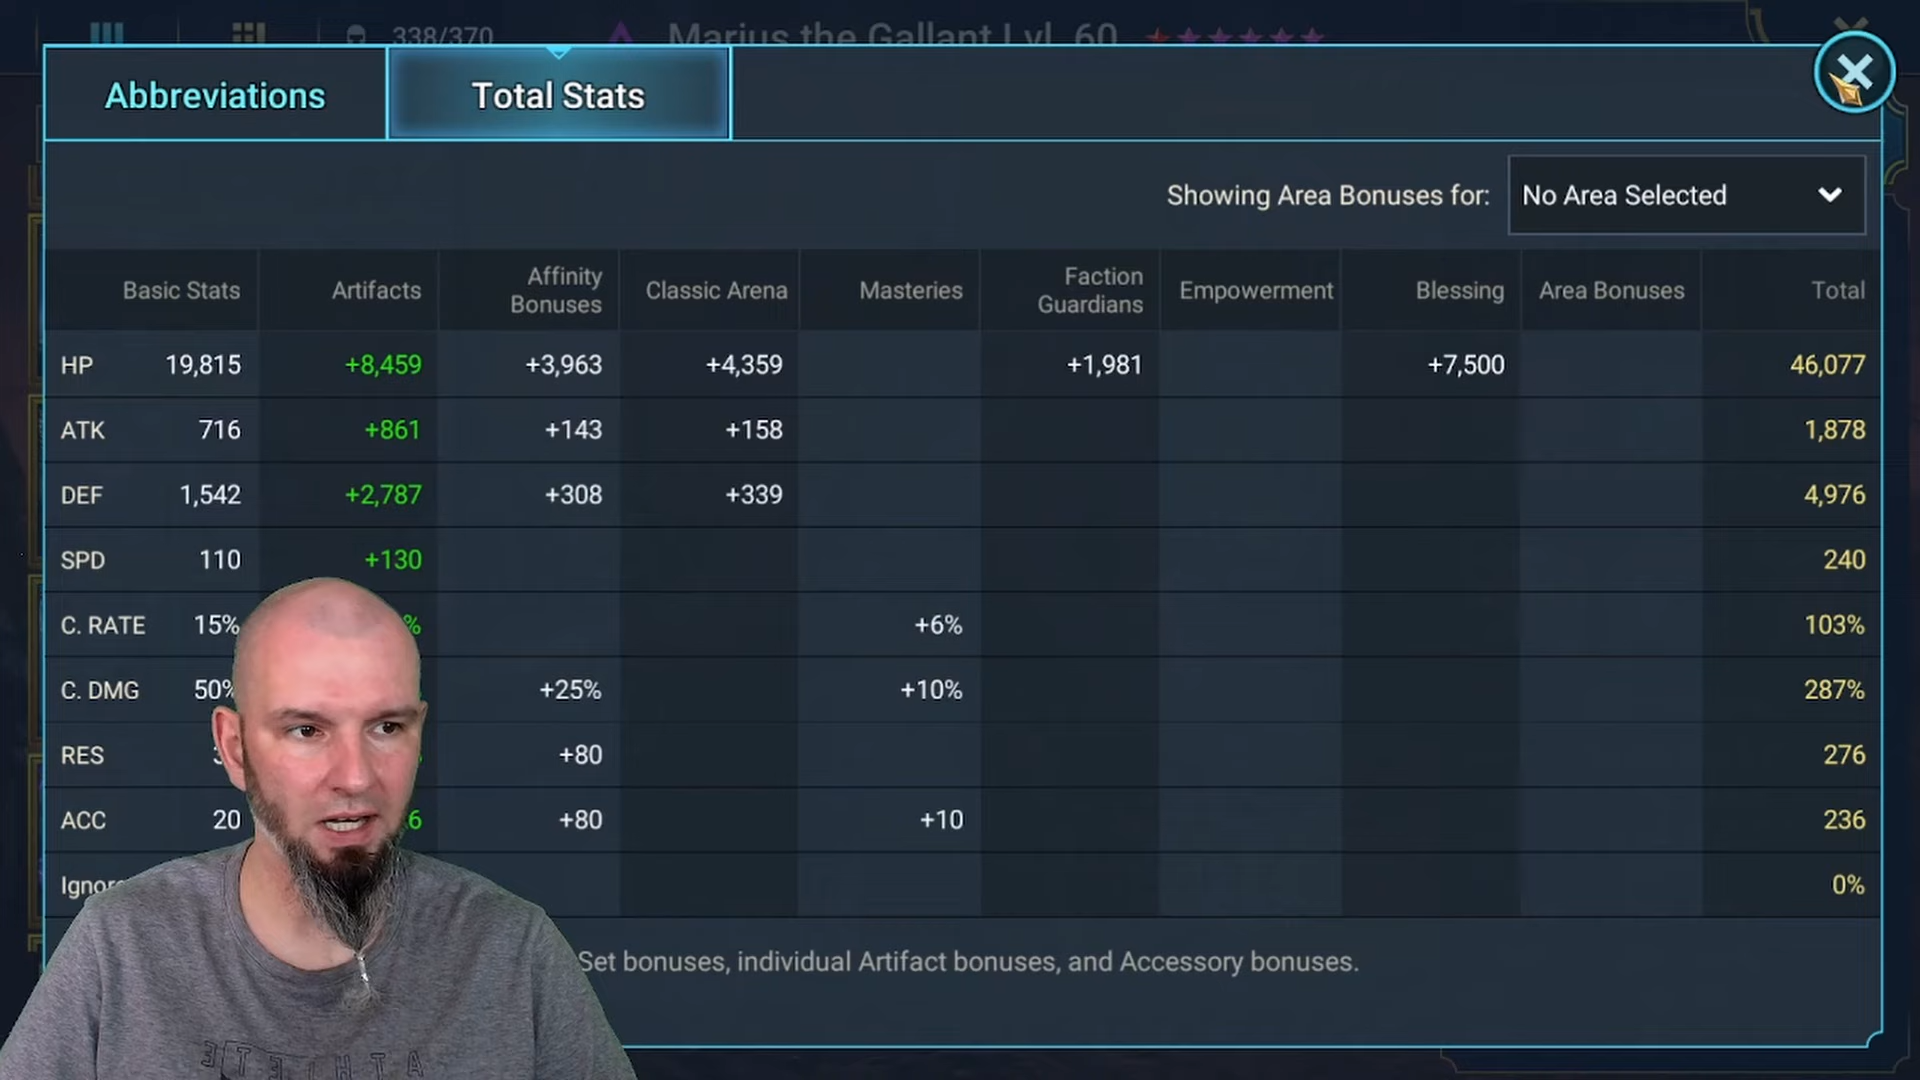 338/370 Marius the Gallant Lvl. 60
Abbreviations Total Stats
Showing Area Bonuses for: No Area Selected
Basic Stats Artifacts Affinity Bonuses Classic Arena Masteries Faction Guardians Empowerment Blessing Area Bonuses Total
HP 19,815 +8,459 +3,963 +4,359 +1,981 +7,500 46,077
ATK 716 +861 +143 +158 1,878
DEF 1,542 +2,787 +308 +339 4,976
SPD 110 +130 240
C. RATE 15% % +6% 103%
C. DMG 50% +25% +10% 287%
RES +80 276
ACC 20 +80 +10 236
0%
Set bonuses, individual Artifact bonuses, and Accessory bonuses.